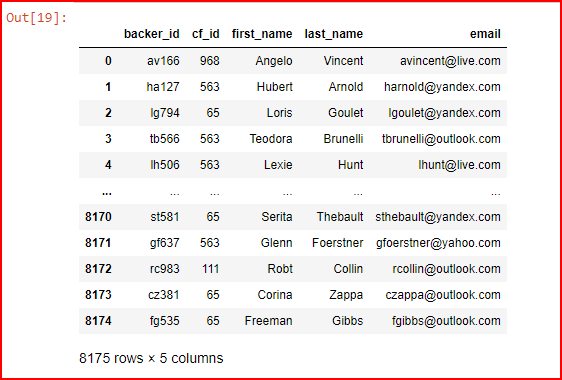 Out[19]:
backer_id cf_id first_name last_name email
0 av166 968 Angelo Vincent avincent@live.com
1 ha127 563 Hubert Arnold harnold@yandex.com
2 lg794 65 Loris Goulet lgoulet@yandex.com
3 tb566 563 Teodora Brunelli tbrunelli@outlook.com
4 lh506 563 Lexie Hunt lhunt@live.com
... ... ... ... ... ...
8170 st581 65 Serita Thebault sthebault@yandex.com
8171 gf637 563 Glenn Foerstner gfoerstner@yahoo.com
8172 rc983 111 Robt Collin rcollin@outlook.com
8173 cz381 65 Corina Zappa czappa@outlook.com
8174 fg535 65 Freeman Gibbs fgibbs@outlook.com
8175 rows × 5 columns